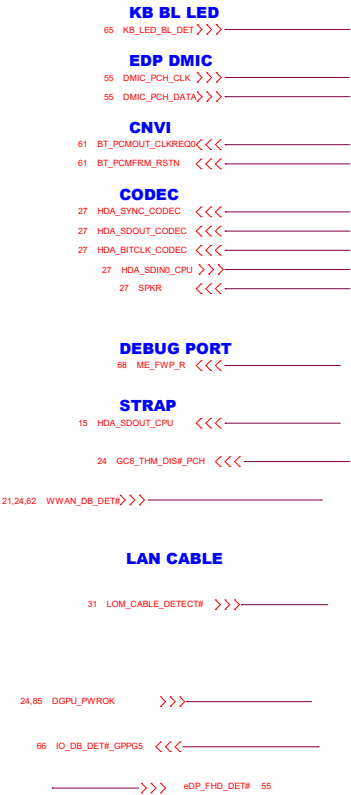 KB BL LED
65 KB_LED_BL_DET
EDP DMIC
55 DMIC_PCH_CLK
55 DMIC_PCH_DATA
CNVI
61 BT_PCMOUT_CLKREQ0
61 BT_PCMFRM_RSTN
CODEC
27 HDA_SYNC_CODEC
27 HDA_SDOUT_CODEC
27 HDA_BITCLK_CODEC
27 HDA_SDIN0_CPU
27 SPKR
DEBUG PORT
68 ME_FWP_R
STRAP
15 HDA_SDOUT_CPU
24 GC6_THM_DIS#_PCH
21,24,62 WWAN_DB_DET#
LAN CABLE
31 LOM_CABLE_DETECT#
24,85 DGPU_PWROK
66 IO_DB_DET#_GPPG5
eDP_FHD_DET# 55